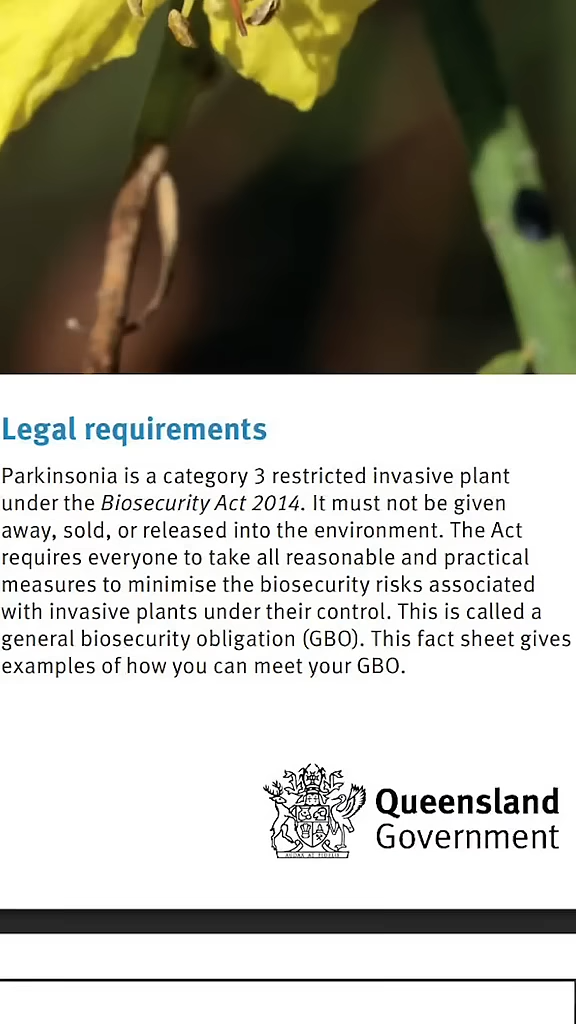 Legal requirements
Parkinsonia is a category 3 restricted invasive plant
under the Biosecurity Act 2014. It must not be given
away, sold, or released into the environment. The Act
requires everyone to take all reasonable and practical
measures to minimise the biosecurity risks associated
with invasive plants under their control. This is called a
general biosecurity obligation (GBO). This fact sheet gives
examples of how you can meet your GBO.
AUDAX AT FIDELIS
Queensland
Government